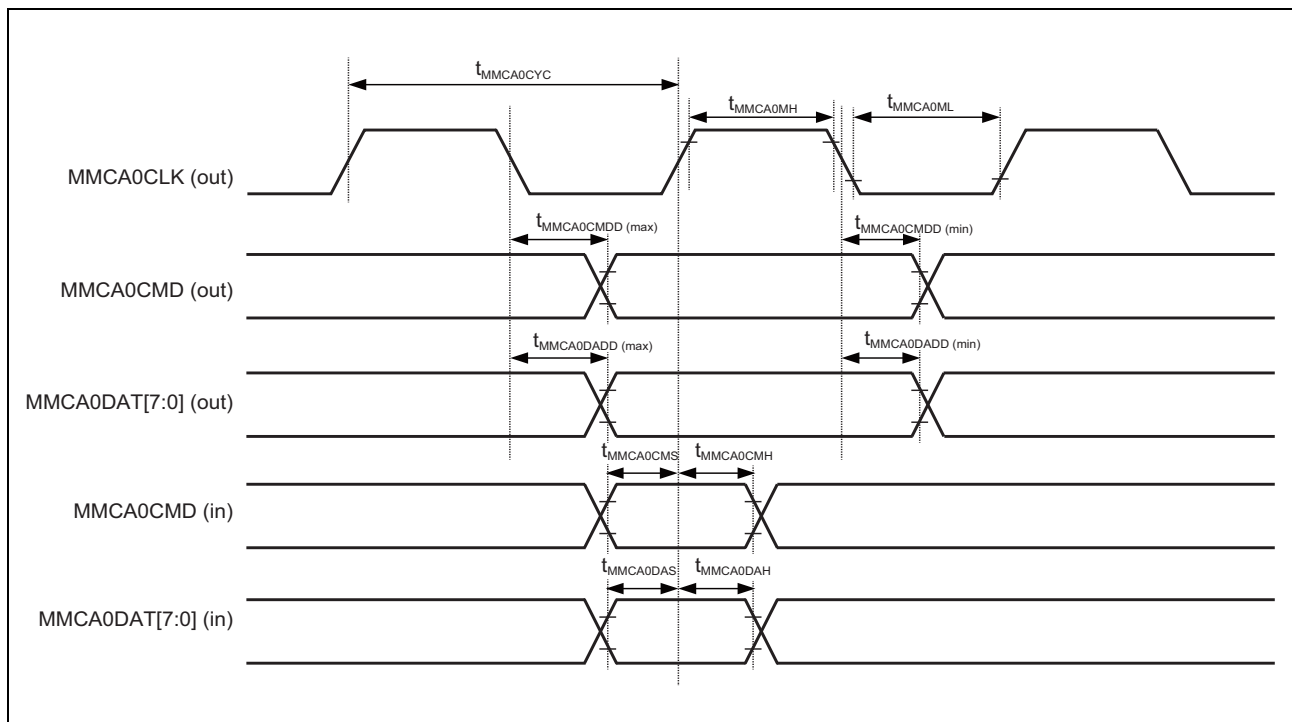 tMMCA0CYC
tMMCA0MH
tMMCA0ML
MMCA0CLK (out)
tMMCA0CMDD (max)
tMMCA0CMDD (min)
MMCA0CMD (out)
tMMCA0DADD (max)
tMMCA0DADD (min)
MMCA0DAT[7:0] (out)
tMMCA0CMS
tMMCA0CMH
MMCA0CMD (in)
tMMCA0DAS
tMMCA0DAH
MMCA0DAT[7:0] (in)